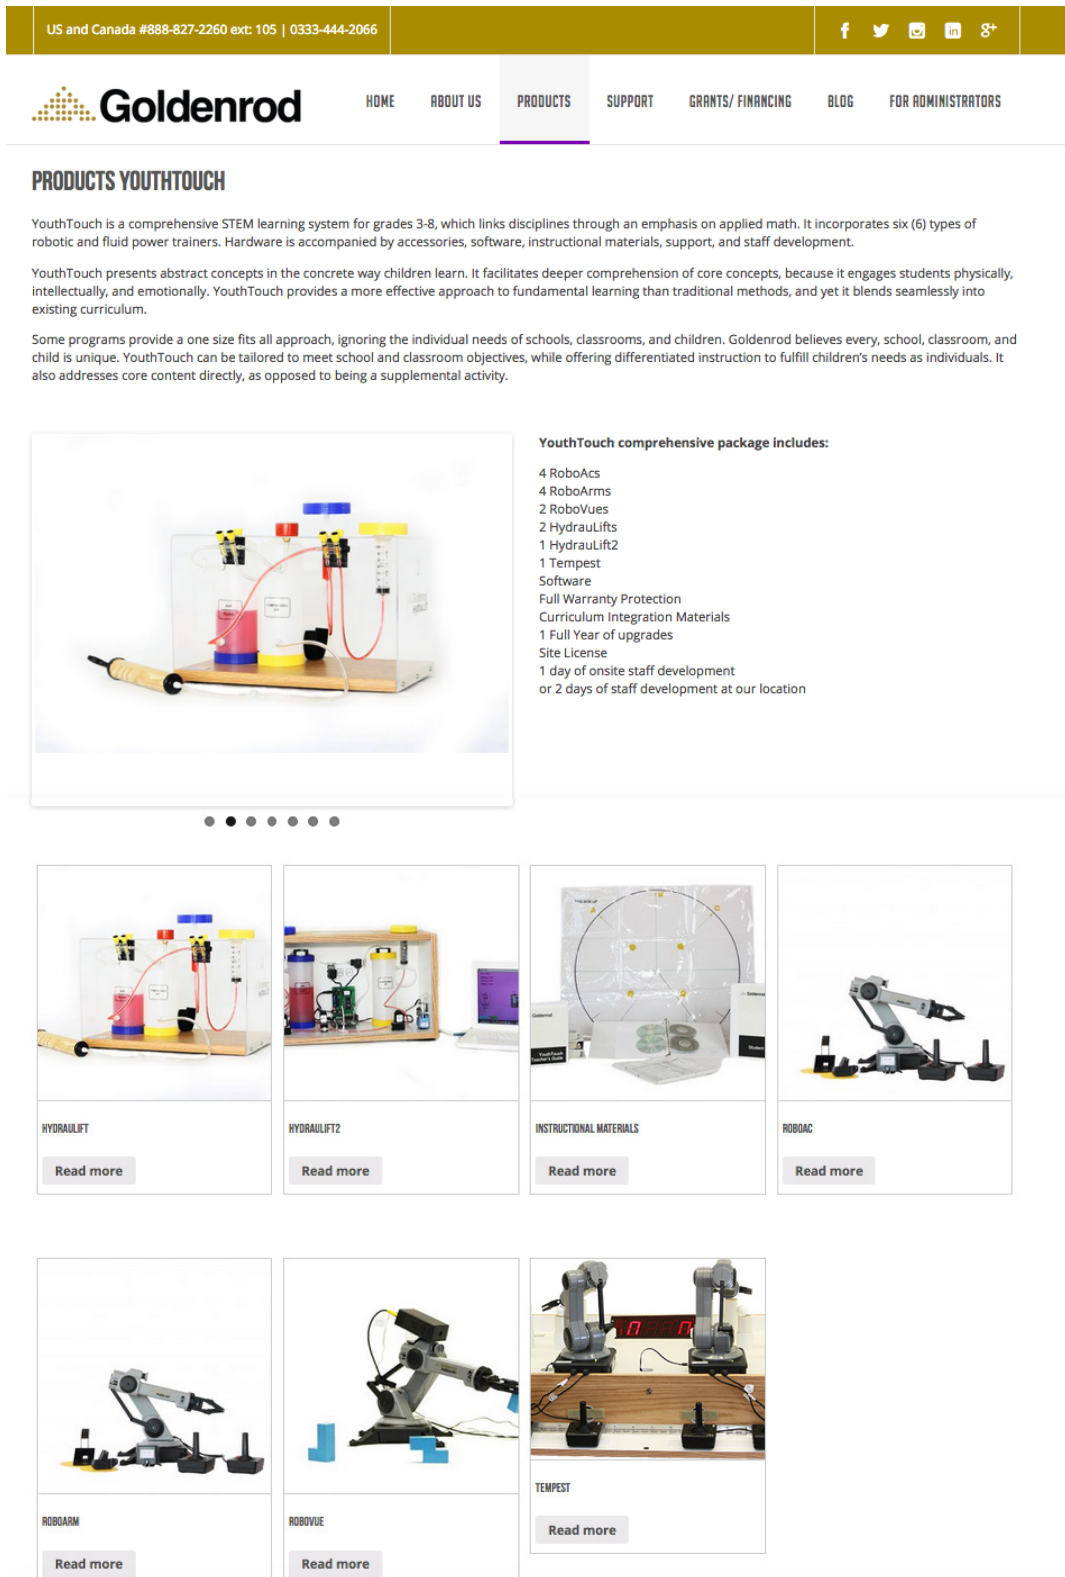 US and Canada #888-827-2260 ext: 105 | 0333-444-2066
Goldenrod
HOME
ABOUT US
PRODUCTS
SUPPORT
GRANTS/ FINANCING
BLOG
FOR ADMINISTRATORS
PRODUCTS YOUTHTOUCH
YouthTouch is a comprehensive STEM learning system for grades 3-8, which links disciplines through an emphasis on applied math. It incorporates six (6) types of
robotic and fluid power trainers. Hardware is accompanied by accessories, software, instructional materials, support, and staff development.
YouthTouch presents abstract concepts in the concrete way children learn. It facilitates deeper comprehension of core concepts, because it engages students physically,
intellectually, and emotionally. YouthTouch provides a more effective approach to fundamental learning than traditional methods, and yet it blends seamlessly into
existing curriculum.
Some programs provide a one size fits all approach, ignoring the individual needs of schools, classrooms, and children. Goldenrod believes every, school, classroom, and
child is unique. YouthTouch can be tailored to meet school and classroom objectives, while offering differentiated instruction to fulfill children's needs as individuals. It
also addresses core content directly, as opposed to being a supplemental activity.
YouthTouch comprehensive package includes:
4 RoboAcs
4 RoboArms
2 RoboVues
2 HydrauLifts
1 HydrauLift2
1 Tempest
Software
Full Warranty Protection
Curriculum Integration Materials
1 Full Year of upgrades
Site License
1 day of onsite staff development
or 2 days of staff development at our location
A
B
C
Goldenrod
YouthTouch
Teacher's Guide
Goldenrod
Student
HYDRAULIFT
HYDRAULIFT2
INSTRUCTIONAL MATERIALS
ROBOAC
Read more
Read more
Read more
Read more
ROBOARM
ROBOVUE
TEMPEST
Read more
Read more
Read more